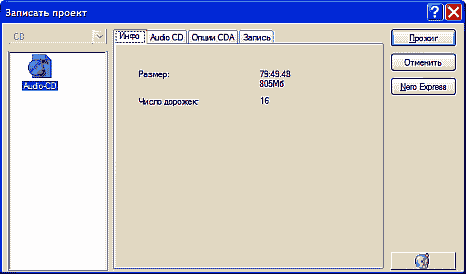 Записать проект
CD
Audio-CD
Инфо
Audio CD
Опции CDA
Запись
Размер:
79:49.48
805Мб
Число дорожек:
16
Прожиг
Отменить
Nero Express